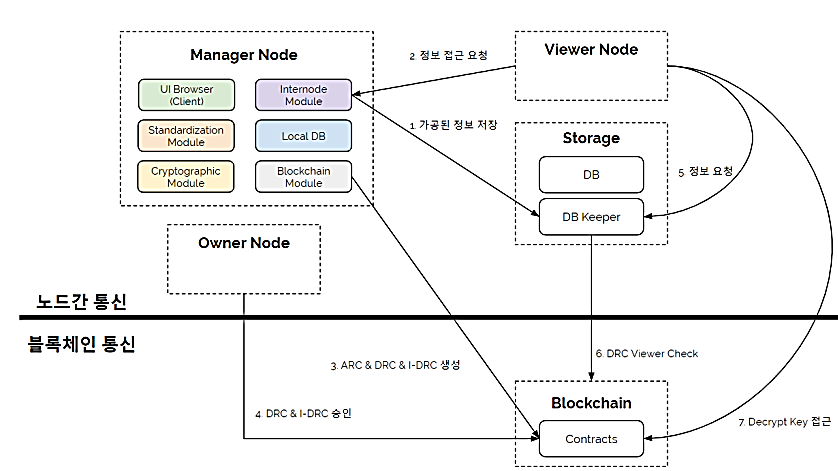 Manager Node
UI Browser
(Client)
Internode
Module
Standardization
Module
Local DB
Cryptographic
Module
Blockchain
Module
2. 정보 접근 요청
1. 가공된 정보 저장
Viewer Node
Storage
DB
DB Keeper
5. 정보 요청
Owner Node
노드간 통신
블록체인 통신
3. ARC & DRC & I-DRC 생성
4. DRC & I-DRC 승인
6. DRC Viewer Check
Blockchain
Contracts
7. Decrypt Key 접근